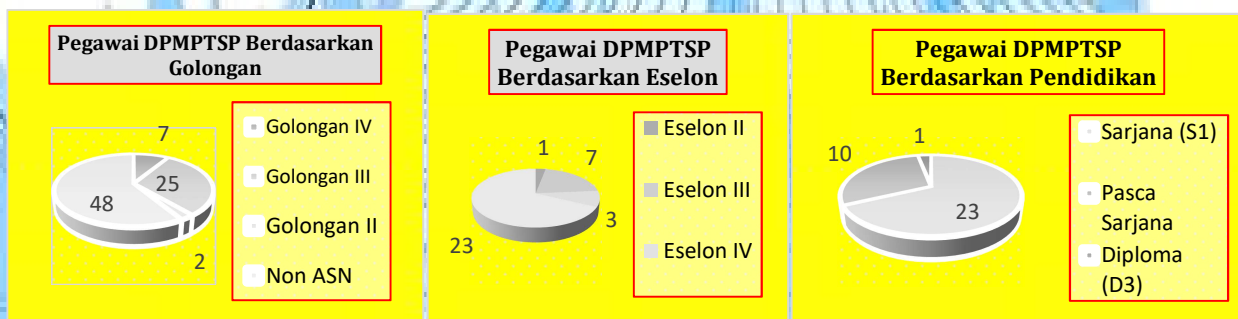 Pegawai DPMPTSP Berdasarkan
Golongan
7
25
48
2
Golongan IV
Golongan III
Golongan II
Non ASN
Pegawai DPMPTSP
Berdasarkan Eselon
1
7
3
23
Eselon II
Eselon III
Eselon IV
Pegawai DPMPTSP
Berdasarkan Pendidikan
1
10
23
Sarjana (S1)
Pasca
Sarjana
Diploma
(D3)